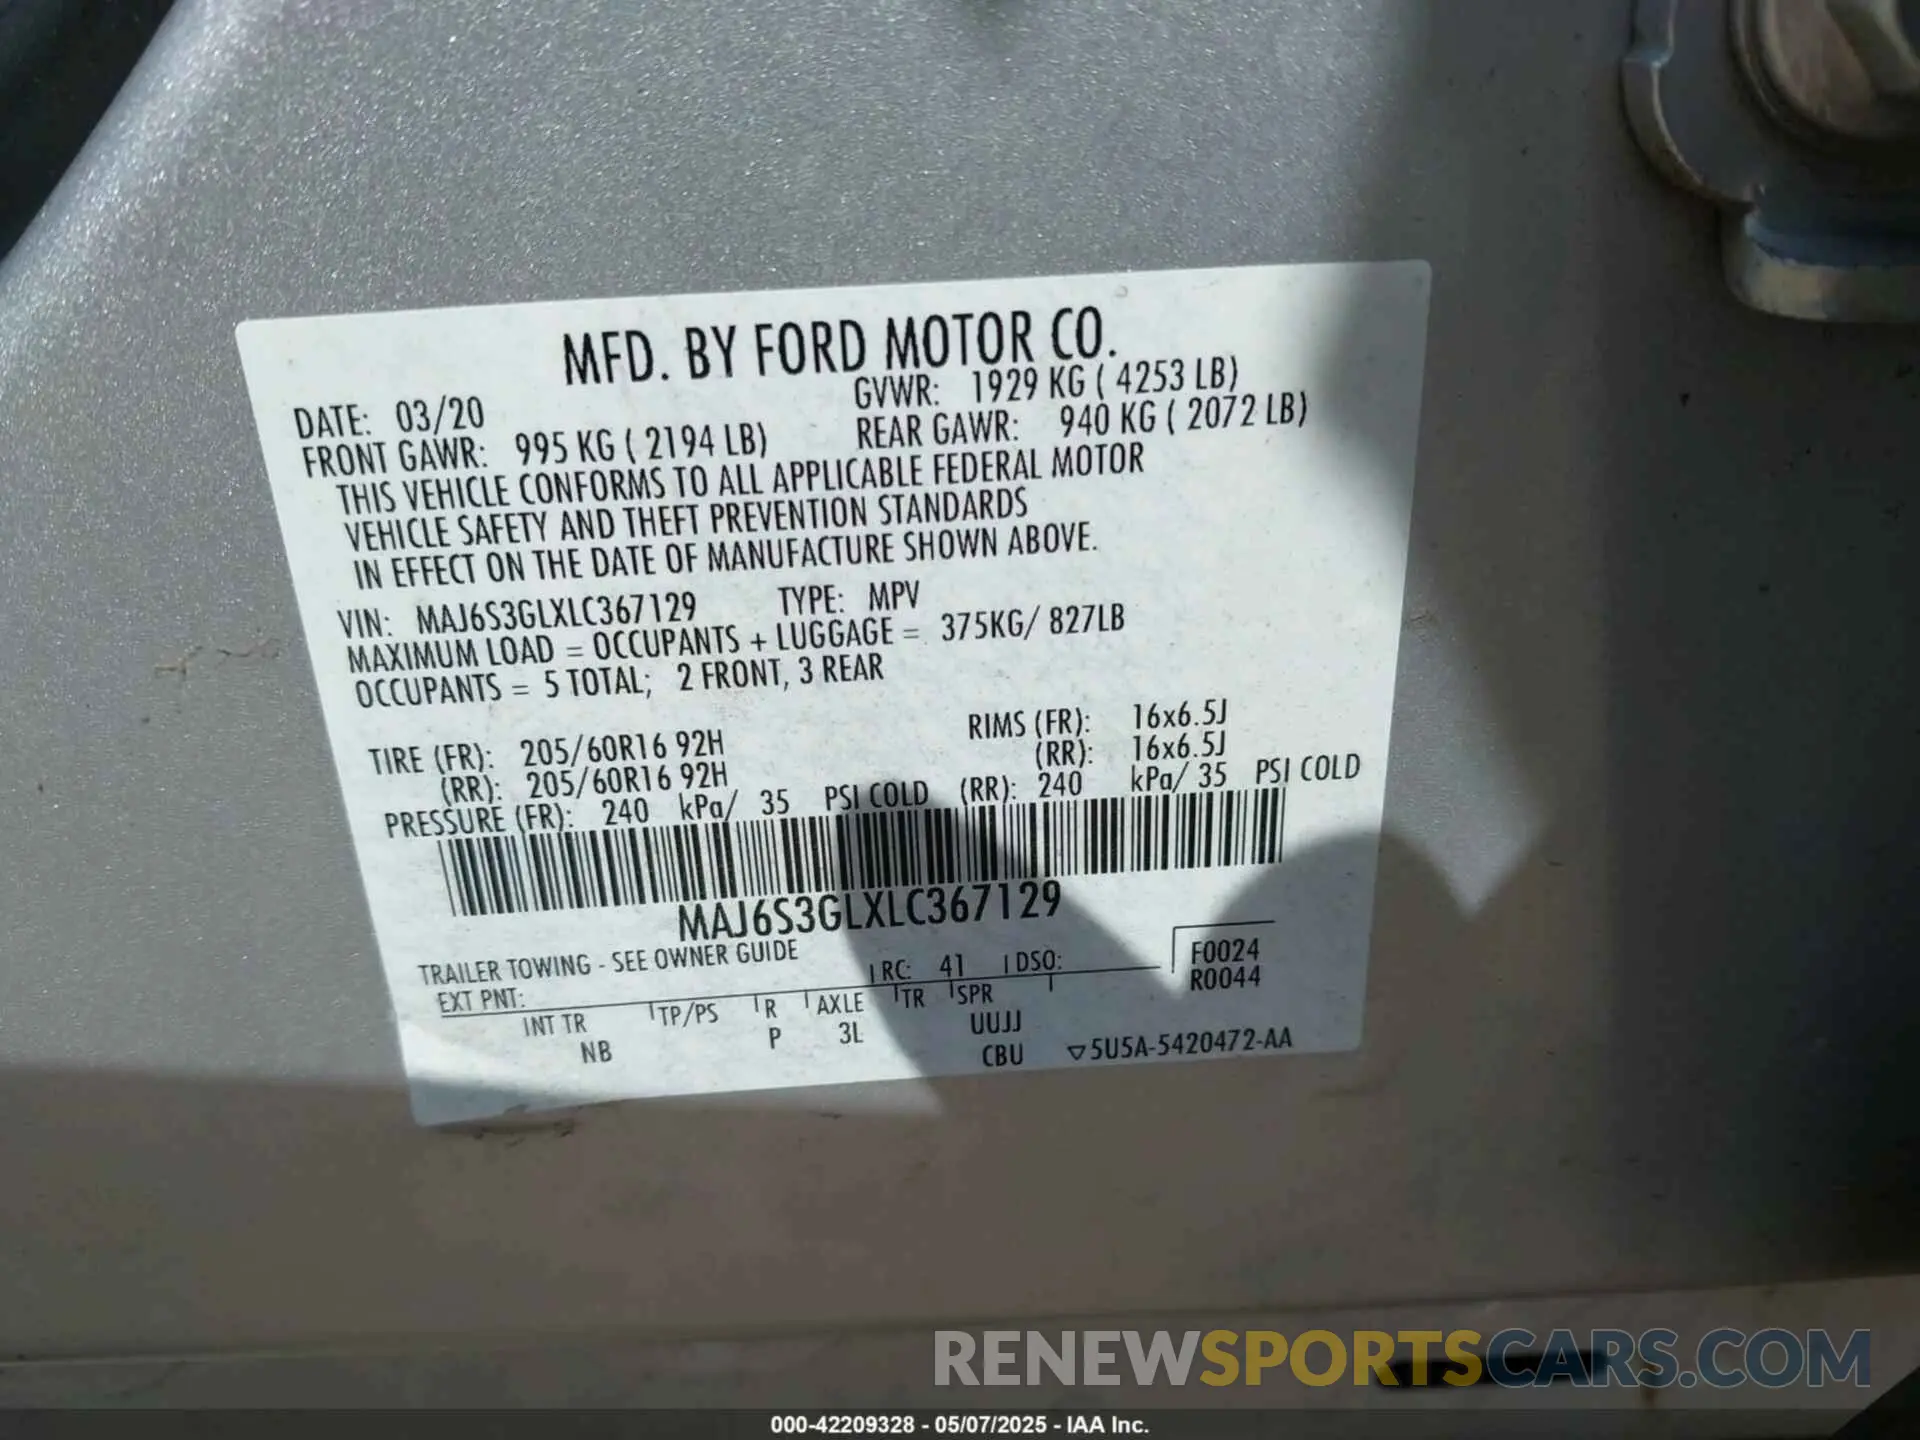 MFD. BY FORD MOTOR CO.
DATE: 03/20 GVWR: 1929 KG ( 4253 LB)
FRONT GAWR: 995 KG ( 2194 LB) REAR GAWR: 940 KG ( 2072 LB)
THIS VEHICLE CONFORMS TO ALL APPLICABLE FEDERAL MOTOR
VEHICLE SAFETY AND THEFT PREVENTION STANDARDS
IN EFFECT ON THE DATE OF MANUFACTURE SHOWN ABOVE.
VIN: MAJ6S3GLXLC367129 TYPE: MPV
MAXIMUM LOAD = OCCUPANTS + LUGGAGE = 375KG/ 827LB
OCCUPANTS = 5 TOTAL; 2 FRONT, 3 REAR
TIRE (FR): 205/60R16 92H RIMS (FR): 16x6.5J
(RR): 205/60R16 92H (RR): 16x6.5J
PRESSURE (FR): 240 kPa/ 35 PSI COLD (RR): 240 kPa/ 35 PSI COLD
MAJ6S3GLXLC367129
TRAILER TOWING - SEE OWNER GUIDE
EXT PNT: RC: 41 DSO: F0024
R0044
INT TR TP/PS R AXLE TR SPR
NB P 3L UUJJ
CBU ▽5U5A-5420472-AA
RENEWSPORTSCARS.COM
000-42209328 - 05/07/2025 - IAA Inc.